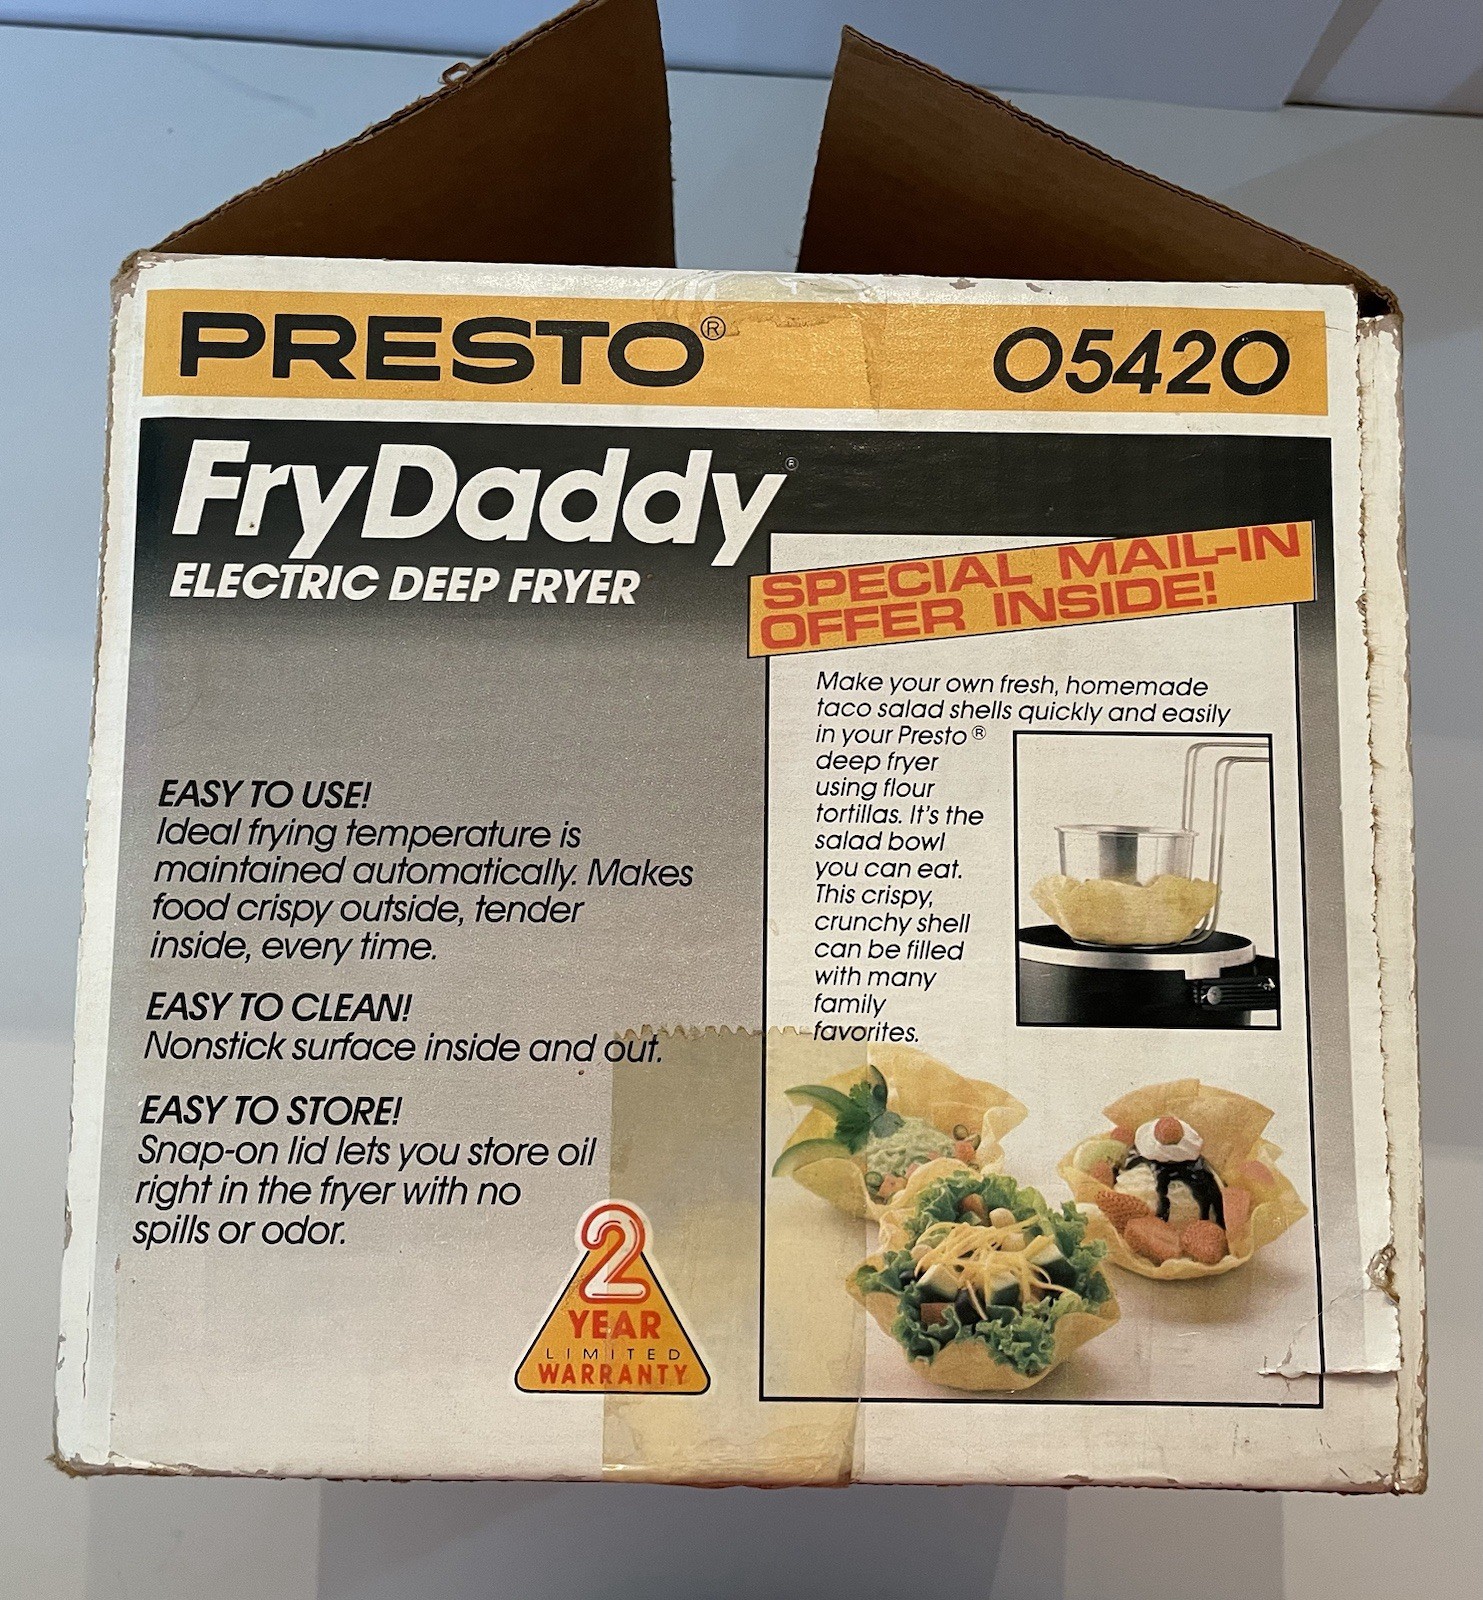 PRESTO® 05420
FryDaddy®
ELECTRIC DEEP FRYER
EASY TO USE!
Ideal frying temperature is
maintained automatically. Makes
food crispy outside, tender
inside, every time.
EASY TO CLEAN!
Nonstick surface inside and out.
EASY TO STORE!
Snap-on lid lets you store oil
right in the fryer with no
spills or odor.
2
YEAR
LIMITED
WARRANTY
SPECIAL MAIL-IN
OFFER INSIDE!
Make your own fresh, homemade
taco salad shells quickly and easily
in your Presto®
deep fryer
using flour
tortillas. It's the
salad bowl
you can eat.
This crispy,
crunchy shell
can be filled
with many
family
favorites.